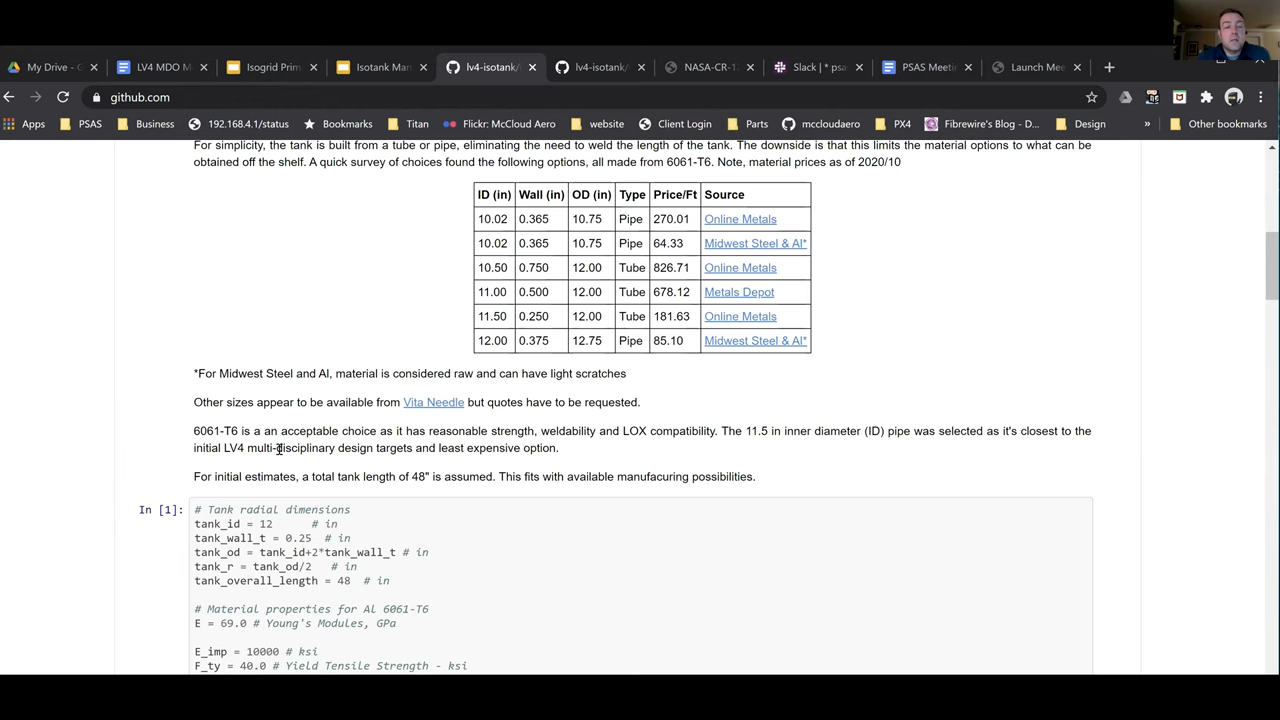 My Drive - G
LV4 MDO M
Isogrid Prim
Isotank Man
lv4-isotank/
lv4-isotank/
NASA-CR-1
Slack | * psa
PSAS Meeti
Launch Mee
github.com
Apps
PSAS
Business
192.168.4.1/status
Bookmarks
Titan
Flickr: McCloud Aero
website
Client Login
Parts
mccloudaero
PX4
Fibrewire's Blog - D
Design
»
Other bookmarks
For simplicity, the tank is built from a tube or pipe, eliminating the need to weld the length of the tank. The downside is that this limits the material options to what can be
obtained off the shelf. A quick survey of choices found the following options, all made from 6061-T6. Note, material prices as of 2020/10
ID (in) Wall (in) OD (in) Type Price/Ft Source
10.02 0.365 10.75 Pipe 270.01 Online Metals
10.02 0.365 10.75 Pipe 64.33 Midwest Steel & Al*
10.50 0.750 12.00 Tube 826.71 Online Metals
11.00 0.500 12.00 Tube 678.12 Metals Depot
11.50 0.250 12.00 Tube 181.63 Online Metals
12.00 0.375 12.75 Pipe 85.10 Midwest Steel & Al*
*For Midwest Steel and Al, material is considered raw and can have light scratches
Other sizes appear to be available from Vita Needle but quotes have to be requested.
6061-T6 is a an acceptable choice as it has reasonable strength, weldability and LOX compatibility. The 11.5 in inner diameter (ID) pipe was selected as it's closest to the
initial LV4 multi-disciplinary design targets and least expensive option.
For initial estimates, a total tank length of 48" is assumed. This fits with available manufacuring possibilities.
In [1]:
# Tank radial dimensions
tank_id = 12 # in
tank_wall_t = 0.25 # in
tank_od = tank_id+2*tank_wall_t # in
tank_r = tank_od/2 # in
tank_overall_length = 48 # in
# Material properties for Al 6061-T6
E = 69.0 # Young's Modules, GPa
E_imp = 10000 # ksi
F_ty = 40.0 # Yield Tensile Strength - ksi